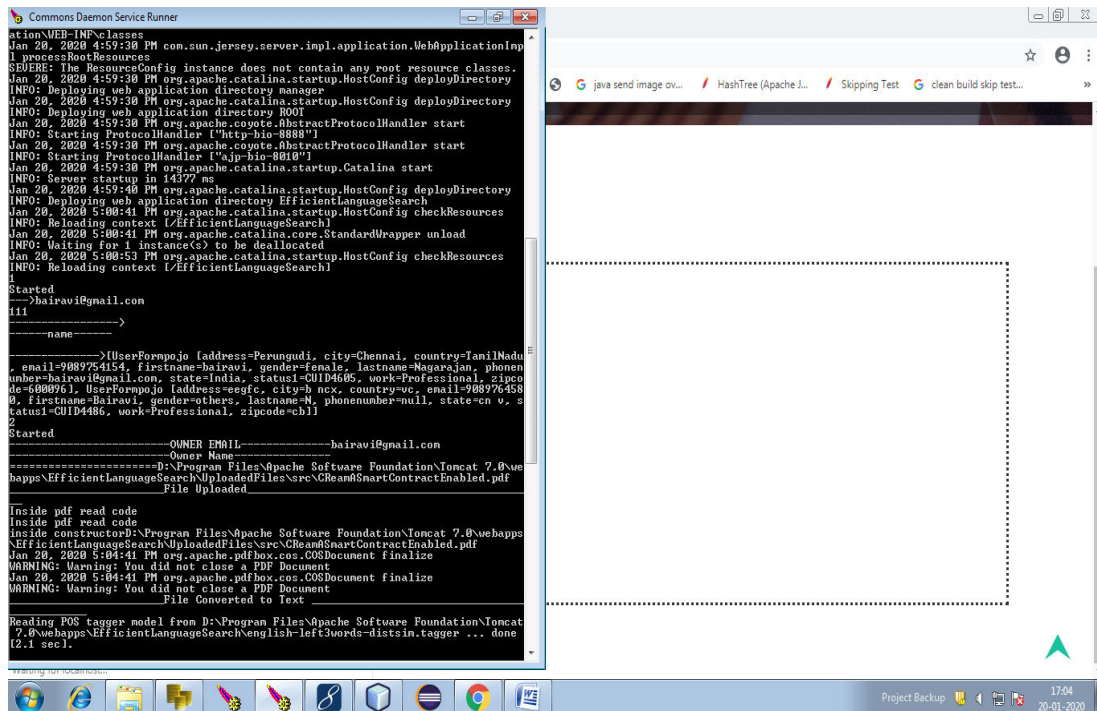 Commons Daemon Service Runner
ation\WEB-INF\classes
Jan 20, 2020 4:59:30 PM com.sun.jersey.server.impl.application.WebApplicationImp
l processRootResources
SEVERE: The ResourceConfig instance does not contain any root resource classes.
Jan 20, 2020 4:59:30 PM org.apache.catalina.startup.HostConfig deployDirectory
INFO: Deploying web application directory manager
Jan 20, 2020 4:59:30 PM org.apache.catalina.startup.HostConfig deployDirectory
INFO: Deploying web application directory ROOT
Jan 20, 2020 4:59:30 PM org.apache.coyote.AbstractProtocolHandler start
INFO: Starting ProtocolHandler ["http-bio-8888"]
Jan 20, 2020 4:59:30 PM org.apache.coyote.AbstractProtocolHandler start
INFO: Starting ProtocolHandler ["ajp-bio-8010"]
Jan 20, 2020 4:59:30 PM org.apache.catalina.startup.Catalina start
INFO: Server startup in 14377 ms
Jan 20, 2020 4:59:40 PM org.apache.catalina.startup.HostConfig deployDirectory
INFO: Deploying web application directory EfficientLanguageSearch
Jan 20, 2020 5:00:41 PM org.apache.catalina.startup.HostConfig checkResources
INFO: Reloading context [/EfficientLanguageSearch]
Jan 20, 2020 5:00:41 PM org.apache.catalina.core.StandardWrapper unload
INFO: Waiting for 1 instance(s) to be deallocated
Jan 20, 2020 5:00:53 PM org.apache.catalina.startup.HostConfig checkResources
INFO: Reloading context [/EfficientLanguageSearch]
1
Started
--->bairavi@gmail.com
111
----------------->
------name------
--------------->[UserFormpojo [address=Perungudi, city=Chennai, country=TamilNadu
, email=9089754154, firstname=bairavi, gender=female, lastname=Nagarajan, phonen
umber=bairavi@gmail.com, state=India, status1=CUID4605, work=Professional, zipco
de=600096], UserFormpojo [address=eegfc, city=b ncx, country=vc, email=908976458
0, firstname=Bairavi, gender=others, lastname=N, phonenumber=null, state=cn v, s
tatus1=CUID4486, work=Professional, zipcode=cb]]
2
Started
-------------------------OWNER EMAIL--------------bairavi@gmail.com
-------------------------Owner Name---------------
=======================D:\Program Files\Apache Software Foundation\Tomcat 7.0\we
bapps\EfficientLanguageSearch\UploadedFiles\src\CReamASmartContractEnabled.pdf
________________________File Uploaded___________________________________________
__
Inside pdf read code
Inside pdf read code
inside constructorD:\Program Files\Apache Software Foundation\Tomcat 7.0\webapps
\EfficientLanguageSearch\UploadedFiles\src\CReamASmartContractEnabled.pdf
Jan 20, 2020 5:04:41 PM org.apache.pdfbox.cos.COSDocument finalize
WARNING: Warning: You did not close a PDF Document
Jan 20, 2020 5:04:41 PM org.apache.pdfbox.cos.COSDocument finalize
WARNING: Warning: You did not close a PDF Document
________________________File Converted to Text _________________________________
____________
Reading POS tagger model from D:\Program Files\Apache Software Foundation\Tomcat
7.0\webapps\EfficientLanguageSearch\english-left3words-distsim.tagger ... done
[2.1 sec].
java send image ov... HashTree (Apache J... Skipping Test clean build skip test... »
Waiting for localhost...
Project Backup 17:04
20-01-2020